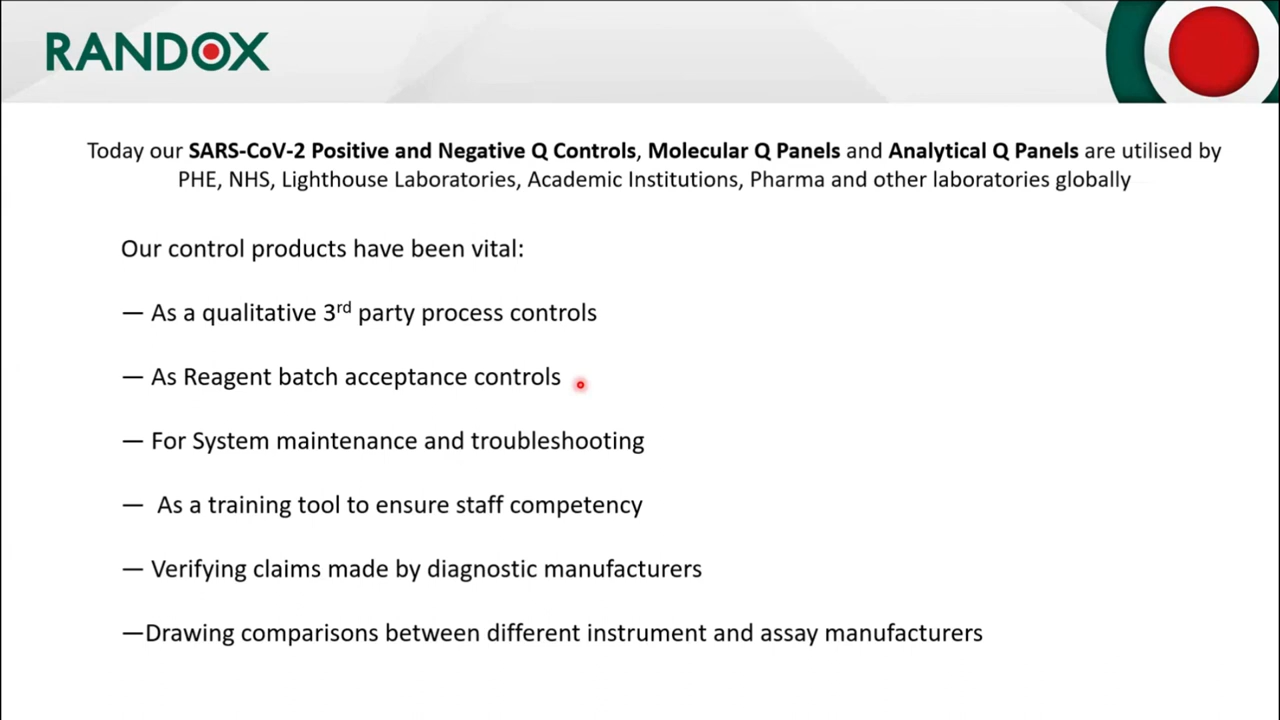 RANDOX
Today our SARS-CoV-2 Positive and Negative Q Controls, Molecular Q Panels and Analytical Q Panels are utilised by
PHE, NHS, Lighthouse Laboratories, Academic Institutions, Pharma and other laboratories globally
Our control products have been vital:
— As a qualitative 3rd party process controls
— As Reagent batch acceptance controls
— For System maintenance and troubleshooting
— As a training tool to ensure staff competency
— Verifying claims made by diagnostic manufacturers
—Drawing comparisons between different instrument and assay manufacturers